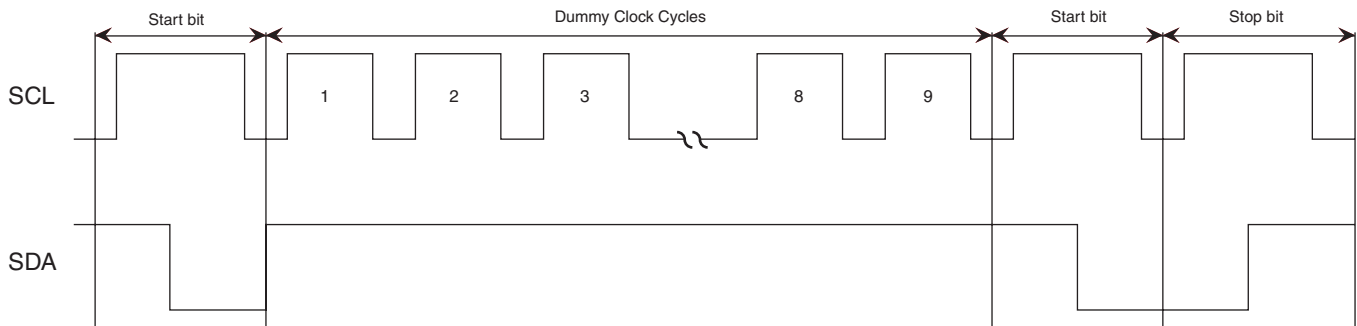 Start bit
Dummy Clock Cycles
Start bit
Stop bit
SCL
1
2
3
8
9
SDA